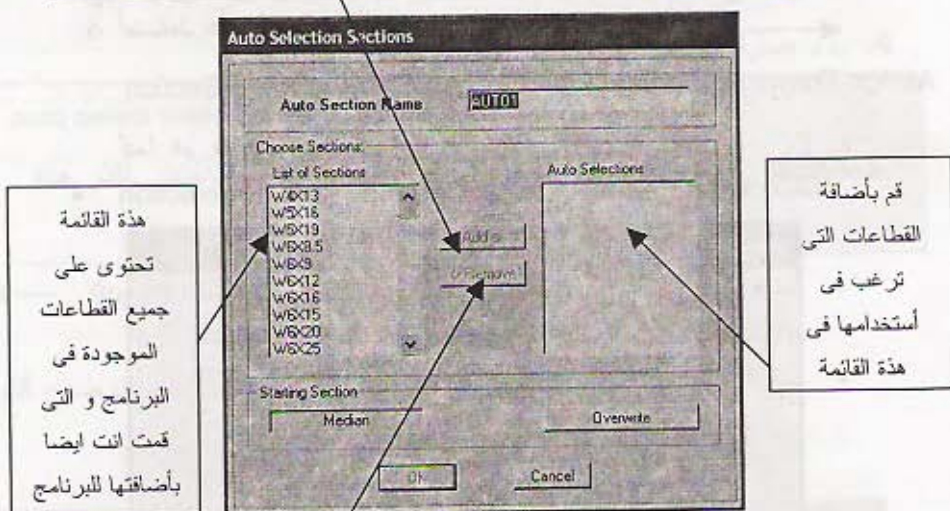 Auto Selection Sections
Auto Section Name
AUTO1
Choose Sections:
List of Sections
Auto Selections
W4X13
W5X16
W5X19
W6X8.5
W6X9
W6X12
W6X16
W6X15
W6X20
W6X25
Add ->
<- Remove
Starting Section
Median
Overwrite
OK
Cancel
هذة القائمة
تحتوى على
جميع القطاعات
الموجودة فى
البرنامج و التى
قمت انت ايضا
بأضافتها للبرنامج
قم بأضافة
القطاعات التى
ترغب فى
أستخدامها فى
هذة القائمة